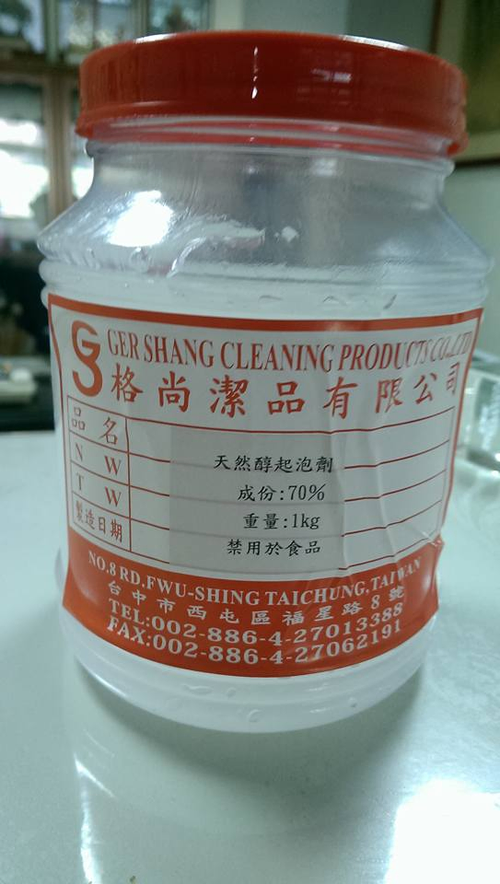 GS
GER SHANG CLEANING PRODUCTS CO.,LTD
格尚潔品有限公司
品名
天然醇起泡劑
N W
成份:70%
T W
重量:1kg
製造日期
禁用於食品
NO.8 RD.FWU-SHING TAICHUNG,TAIWAN
台中市西屯區福星路8號
TEL:002-886-4-27013388
FAX:002-886-4-27062191